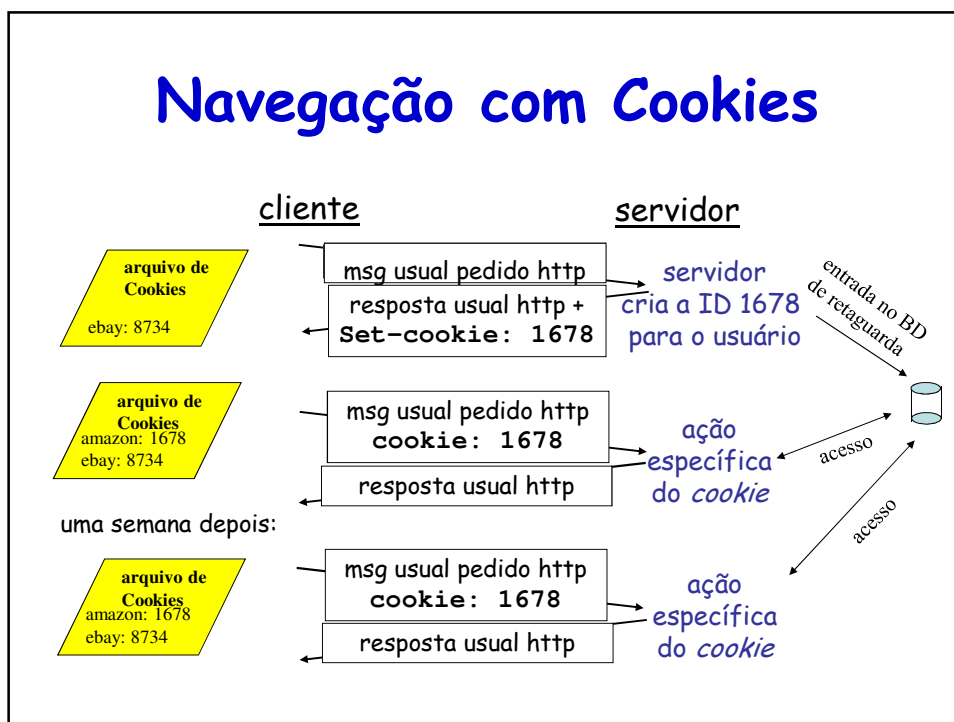 Navegação com Cookies
cliente
servidor
arquivo de
Cookies
ebay: 8734
msg usual pedido http
resposta usual http +
Set-cookie: 1678
servidor
cria a ID 1678
para o usuário
entrada no BD
de retaguarda
arquivo de
Cookies
amazon: 1678
ebay: 8734
msg usual pedido http
cookie: 1678
resposta usual http
ação
específica
do cookie
acesso
uma semana depois:
acesso
arquivo de
Cookies
amazon: 1678
ebay: 8734
msg usual pedido http
cookie: 1678
resposta usual http
ação
específica
do cookie